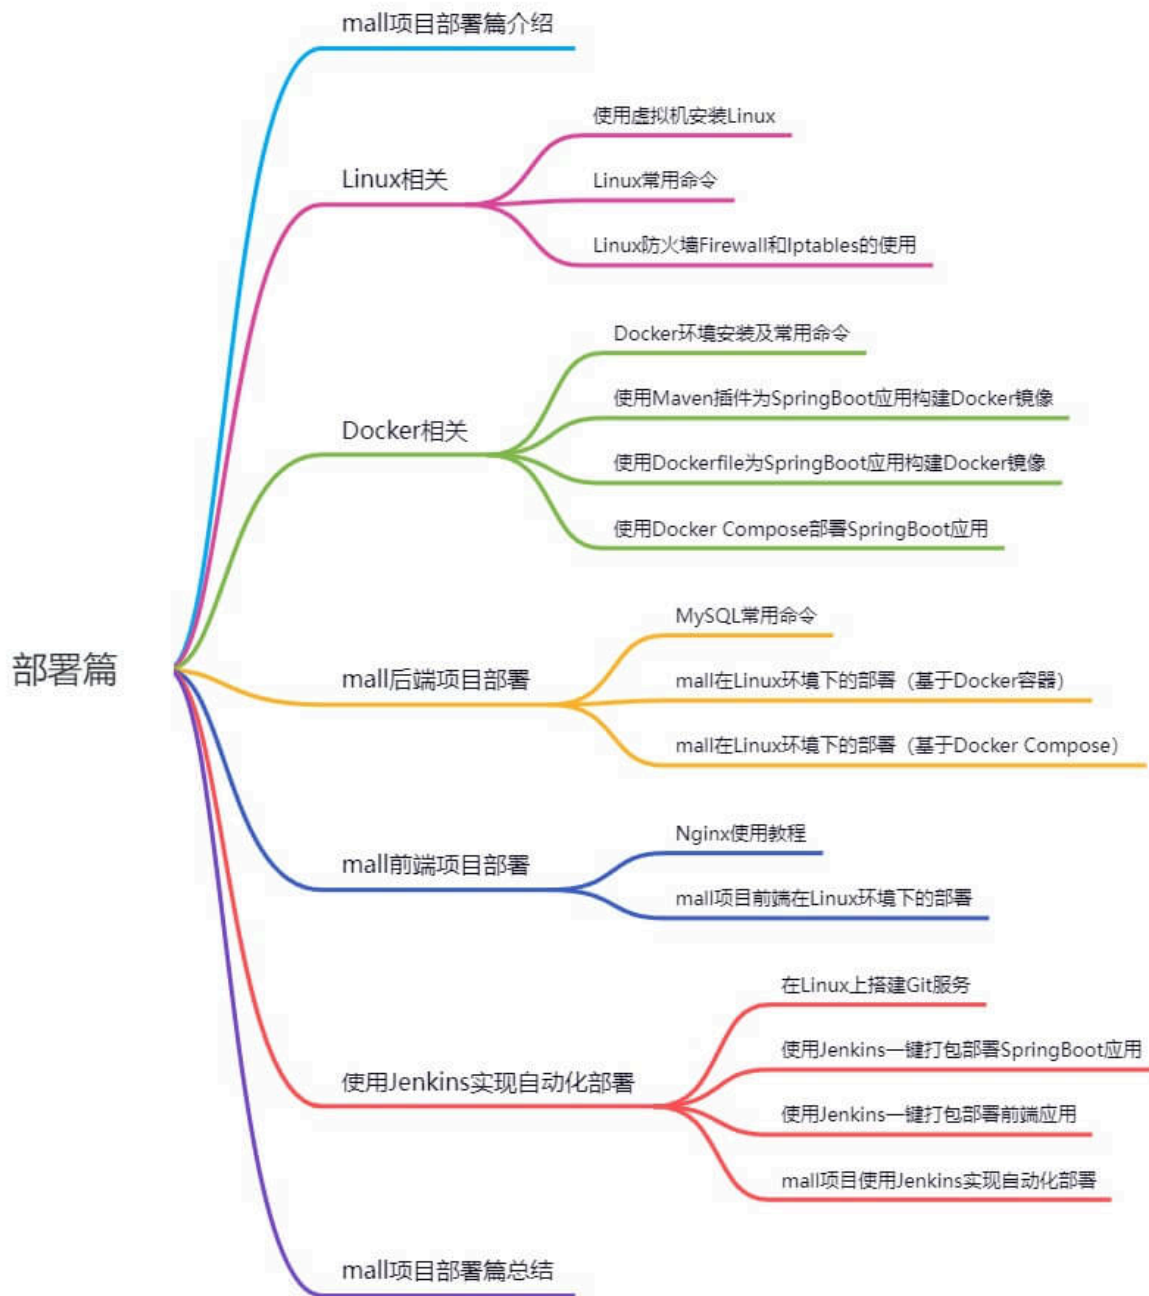 mall项目部署篇介绍
使用虚拟机安装Linux
Linux相关
Linux常用命令
Linux防火墙Firewall和Iptables的使用
Docker环境安装及常用命令
使用Maven插件为SpringBoot应用构建Docker镜像
Docker相关
使用Dockerfile为SpringBoot应用构建Docker镜像
使用Docker Compose部署SpringBoot应用
MySQL常用命令
部署篇
mall后端项目部署
mall在Linux环境下的部署（基于Docker容器）
mall在Linux环境下的部署（基于Docker Compose）
Nginx使用教程
mall前端项目部署
mall项目前端在Linux环境下的部署
在Linux上搭建Git服务
使用Jenkins一键打包部署SpringBoot应用
使用Jenkins实现自动化部署
使用Jenkins一键打包部署前端应用
mall项目使用Jenkins实现自动化部署
mall项目部署篇总结